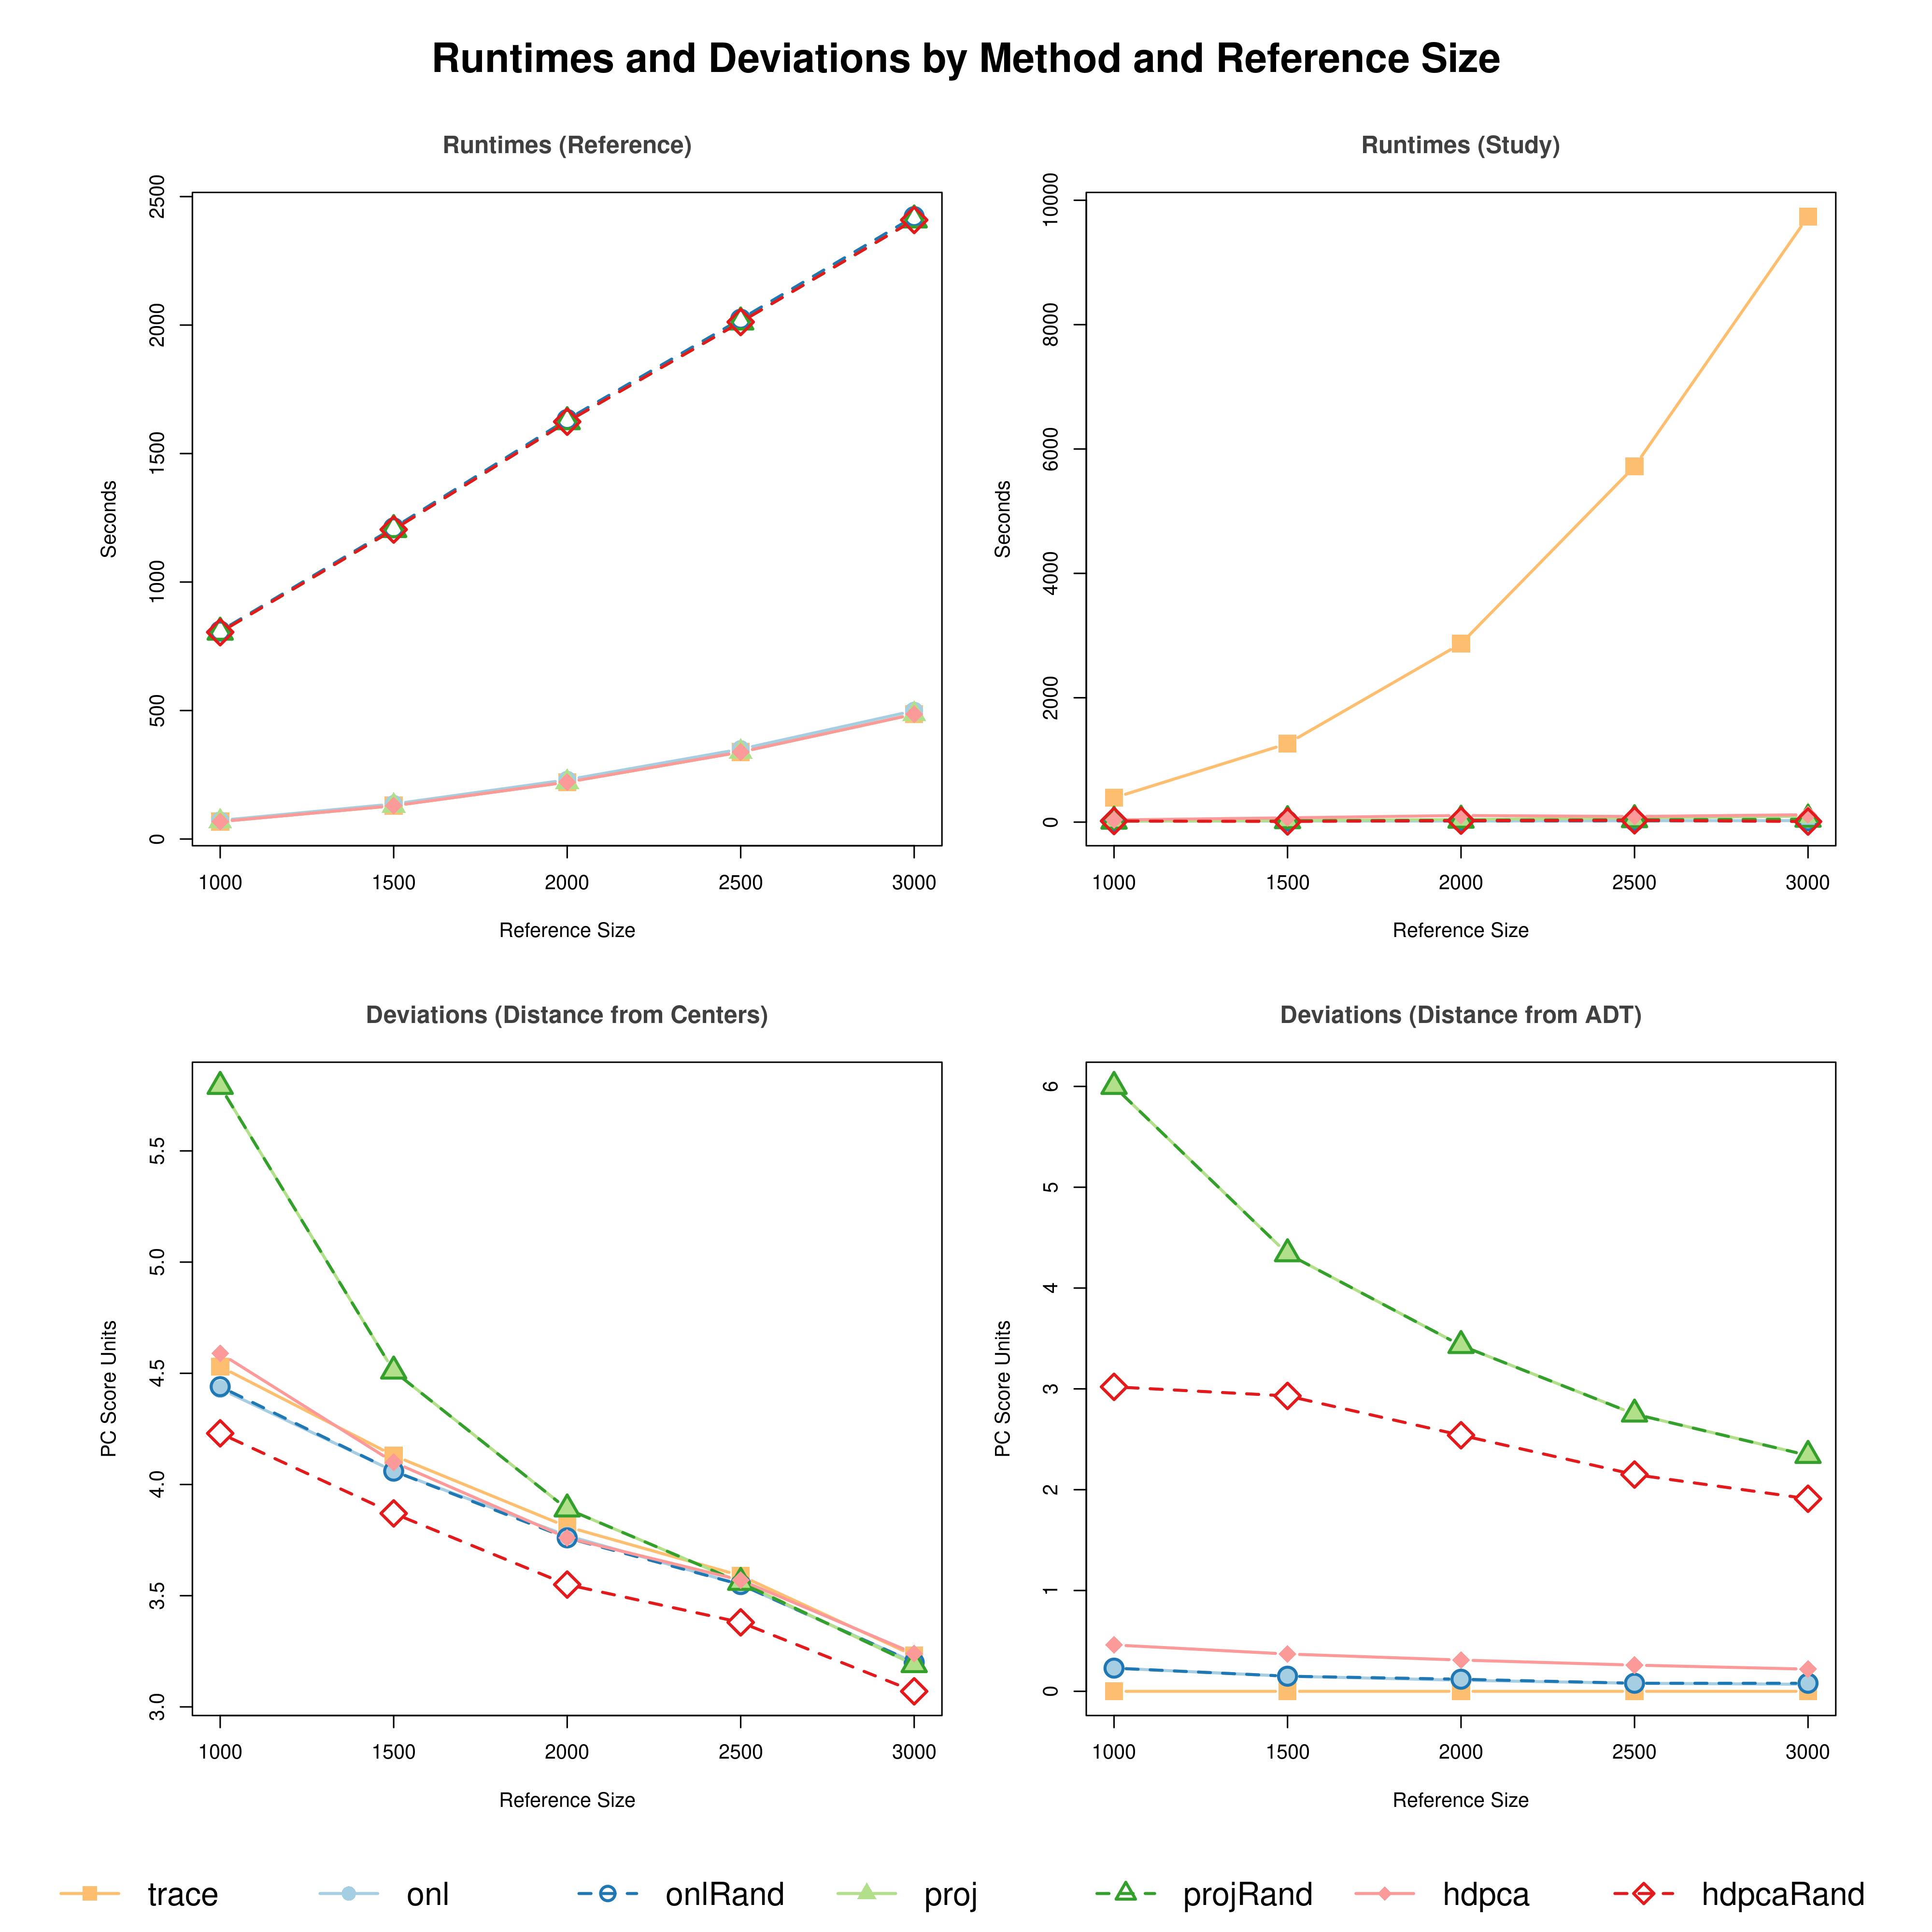 Runtimes and Deviations by Method and Reference Size
Runtimes (Reference)
Seconds
0 500 1000 1500 2000 2500
1000 1500 2000 2500 3000
Reference Size
Runtimes (Study)
Seconds
0 2000 4000 6000 8000 10000
1000 1500 2000 2500 3000
Reference Size
Deviations (Distance from Centers)
PC Score Units
3.0 3.5 4.0 4.5 5.0 5.5
1000 1500 2000 2500 3000
Reference Size
Deviations (Distance from ADT)
PC Score Units
0 1 2 3 4 5 6
1000 1500 2000 2500 3000
Reference Size
trace onl onlRand proj projRand hdpca hdpcaRand